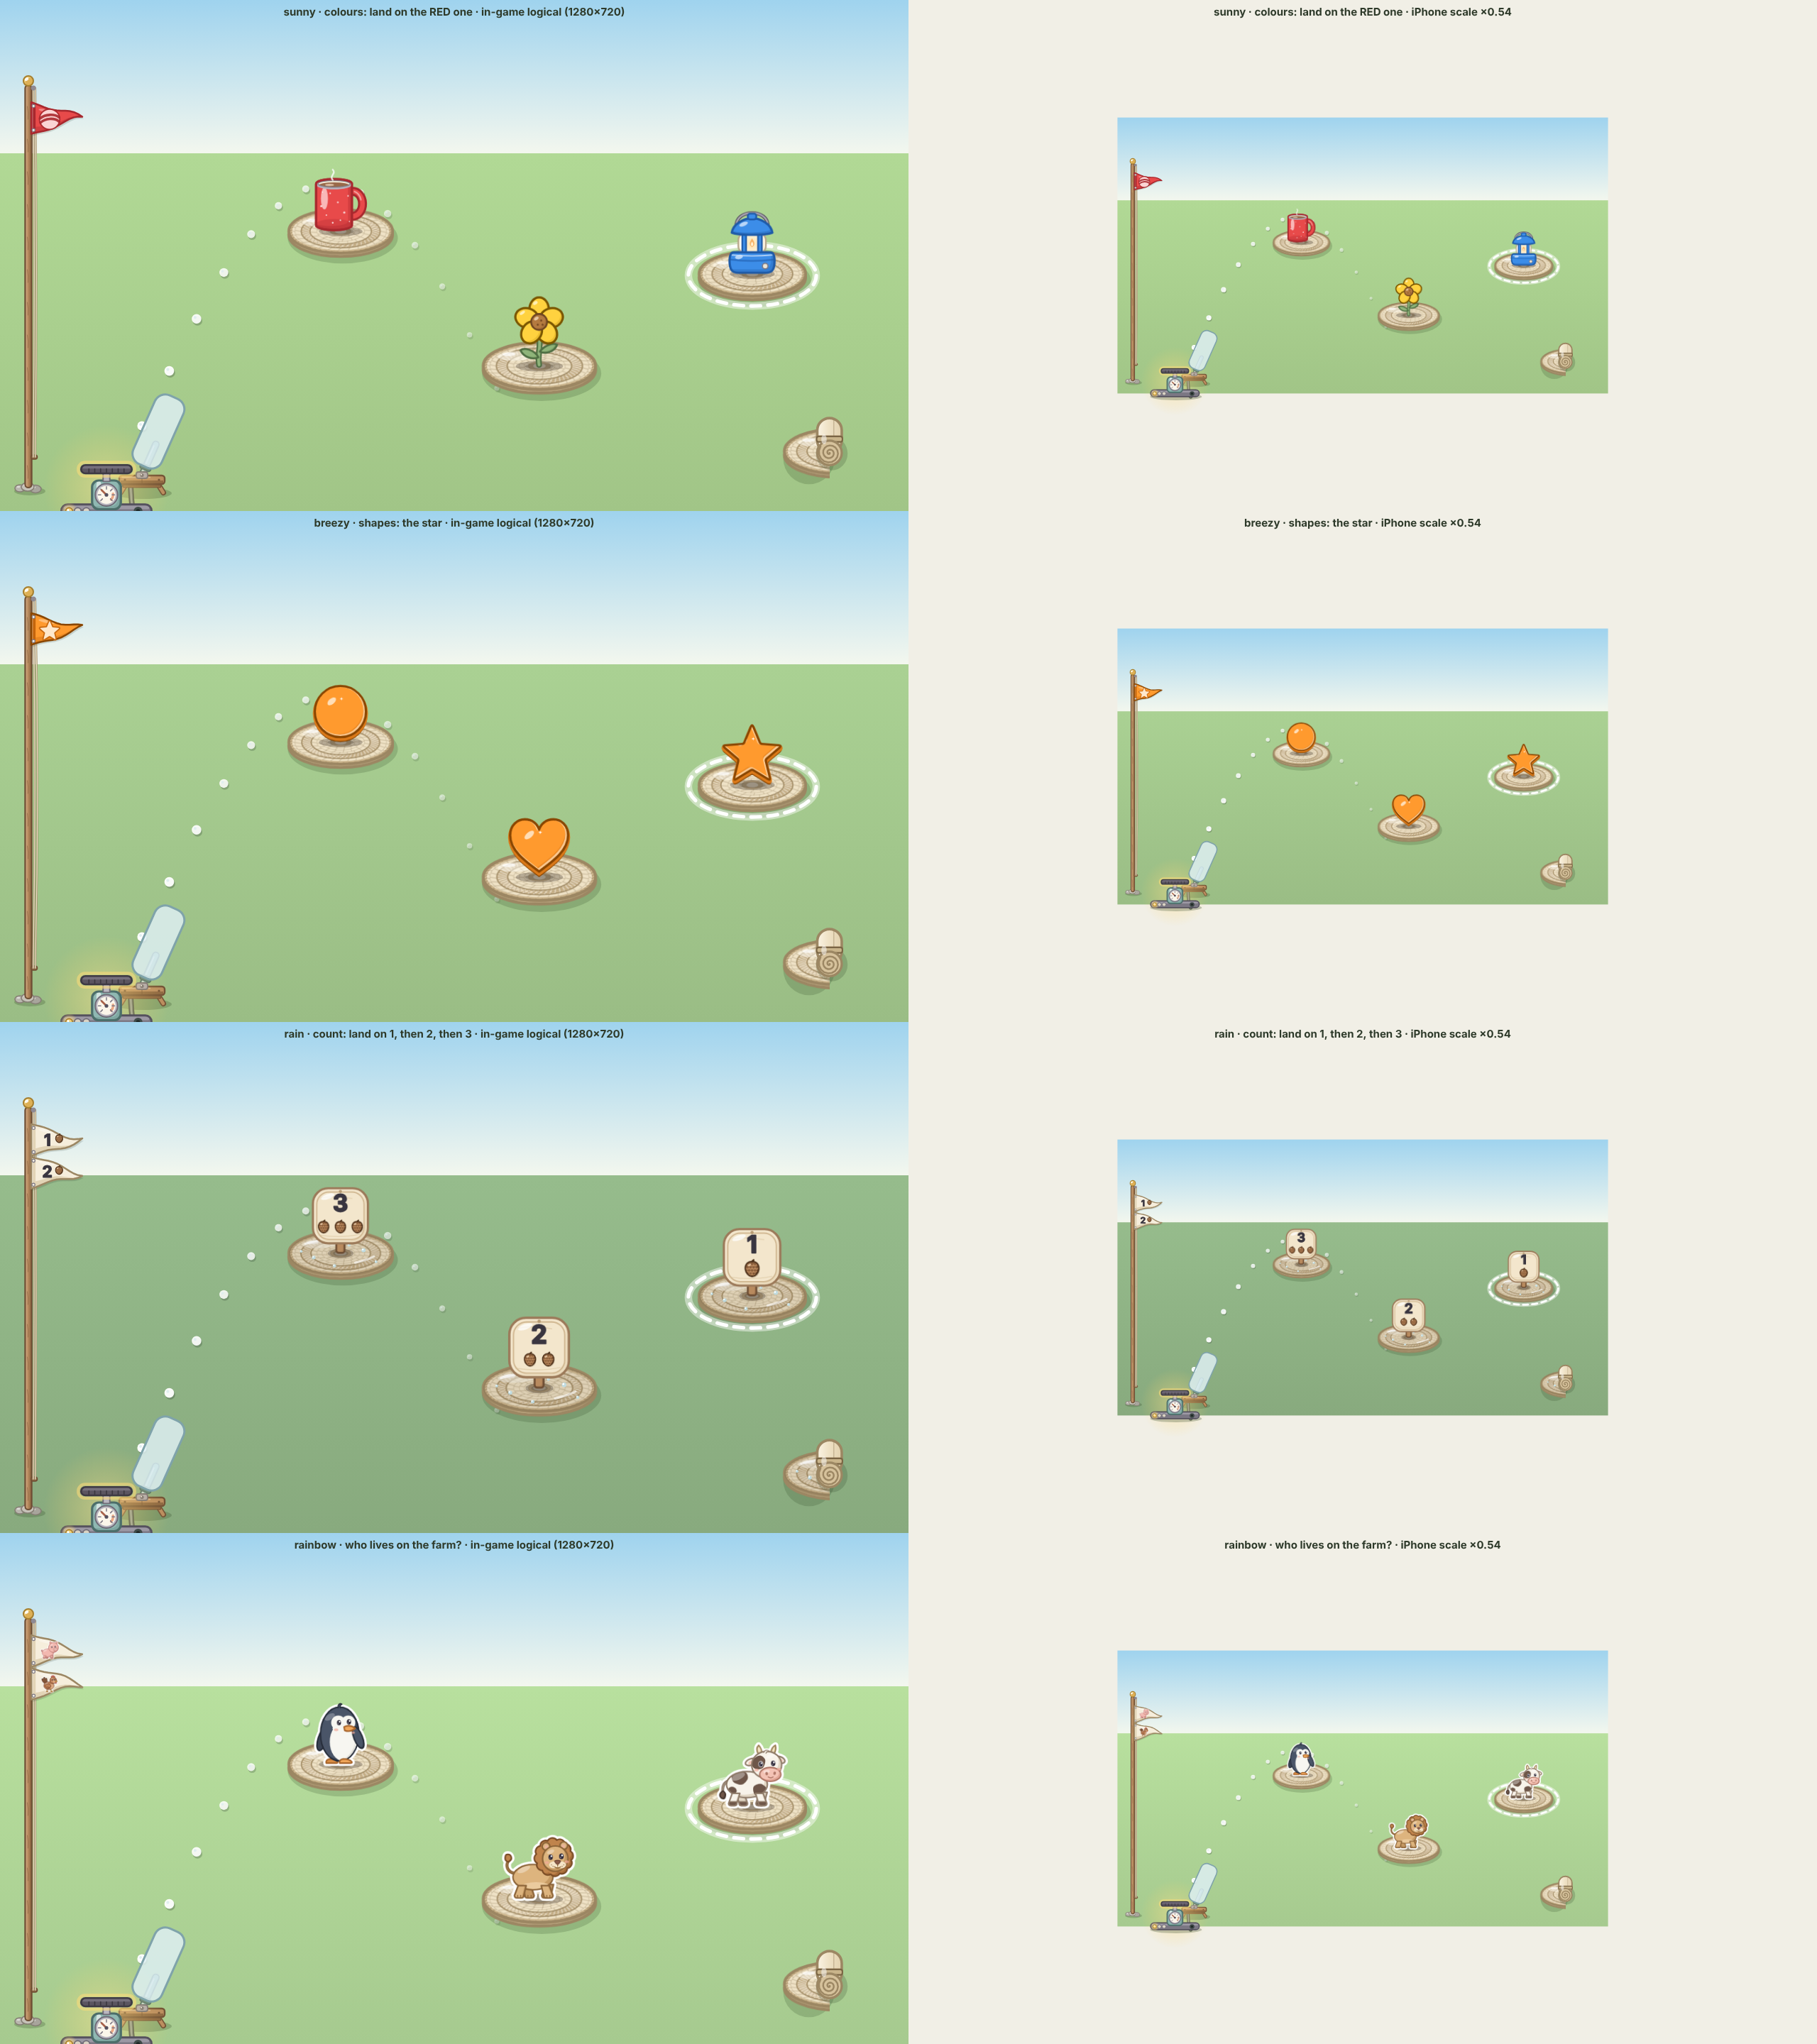 sunny · colours: land on the RED one · in-game logical (1280×720)
sunny · colours: land on the RED one · iPhone scale ×0.54
breezy · shapes: the star · in-game logical (1280×720)
breezy · shapes: the star · iPhone scale ×0.54
rain · count: land on 1, then 2, then 3 · in-game logical (1280×720)
rain · count: land on 1, then 2, then 3 · iPhone scale ×0.54
1
2
3
1
2
1
2
3
1
2
rainbow · who lives on the farm? · in-game logical (1280×720)
rainbow · who lives on the farm? · iPhone scale ×0.54